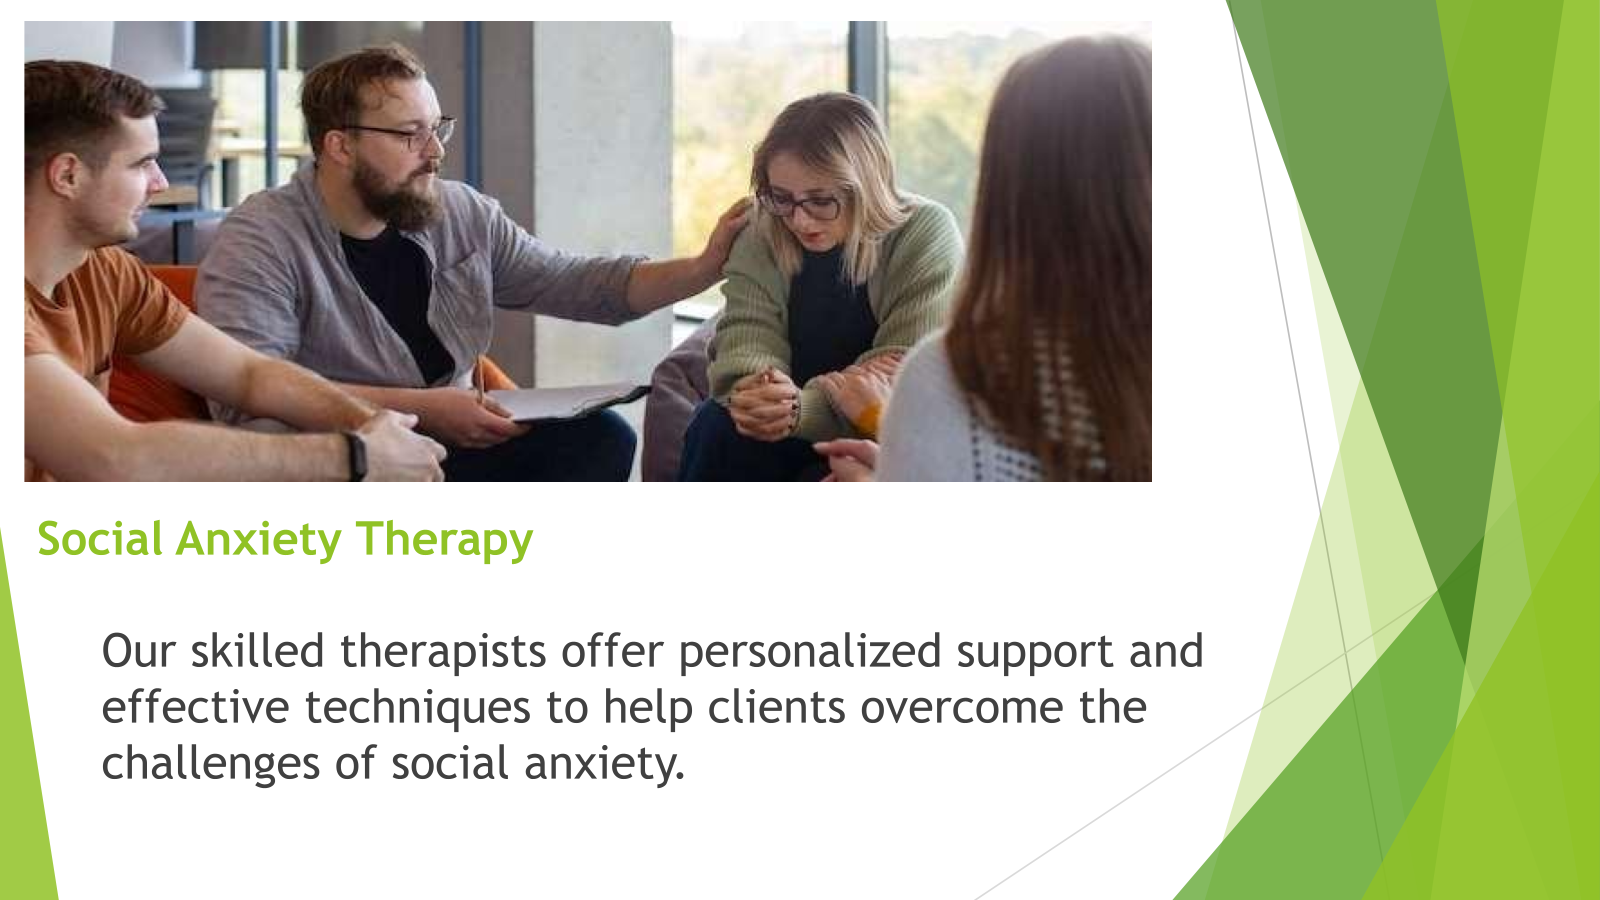 Social Anxiety Therapy
Our skilled therapists offer personalized support and
effective techniques to help clients overcome the
challenges of social anxiety.